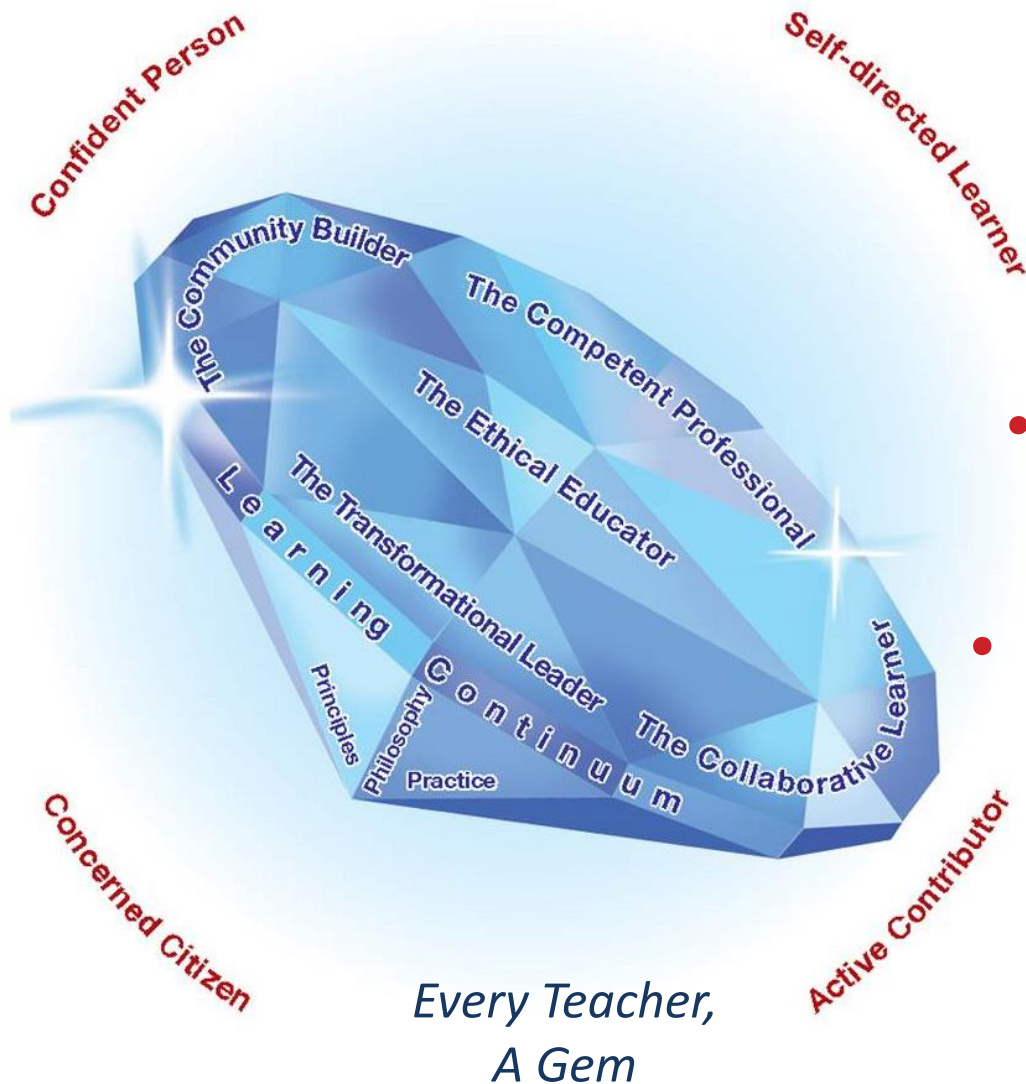 Confident Person
Self-directed Learner
The Community Builder
The Competent Professional
The Ethical Educator
The Transformational Leader
The Collaborative Learner
Learning Continuum
Principles
Philosophy
Practice
Concerned Citizen
Active Contributor
Every Teacher,
A Gem